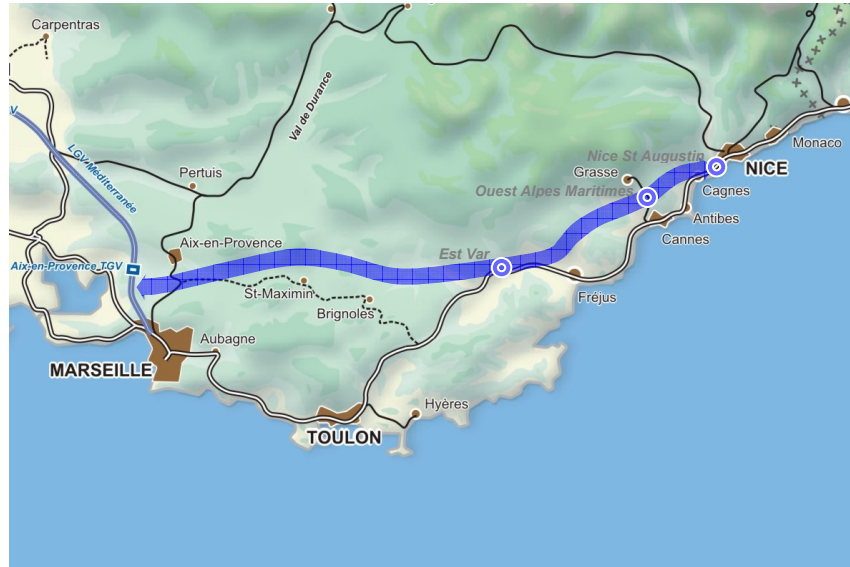 Carpentras
V
LGV Méditerranée
Val de Durance
Pertuis
Nice St Augustin
Monaco
NICE
Grasse
Ouest Alpes Maritimes
Cagnes
Antibes
Cannes
Aix-en-Provence
Est Var
Aix-en-Provence TGV
St-Maximin
Fréjus
Brignoles
Aubagne
MARSEILLE
Hyères
TOULON